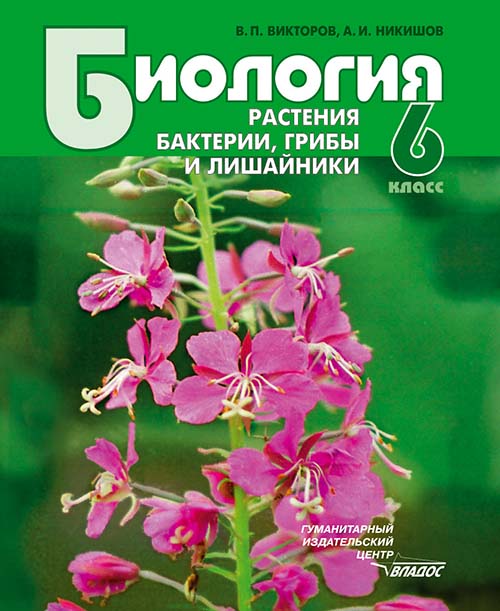 В. П. ВИКТОРОВ, А. И. НИКИШОВ
БИОЛОГИЯ
РАСТЕНИЯ
БАКТЕРИИ, ГРИБЫ
И ЛИШАЙНИКИ
6
КЛАСС
ГУМАНИТАРНЫЙ
ИЗДАТЕЛЬСКИЙ
ЦЕНТР
ВЛАДОС